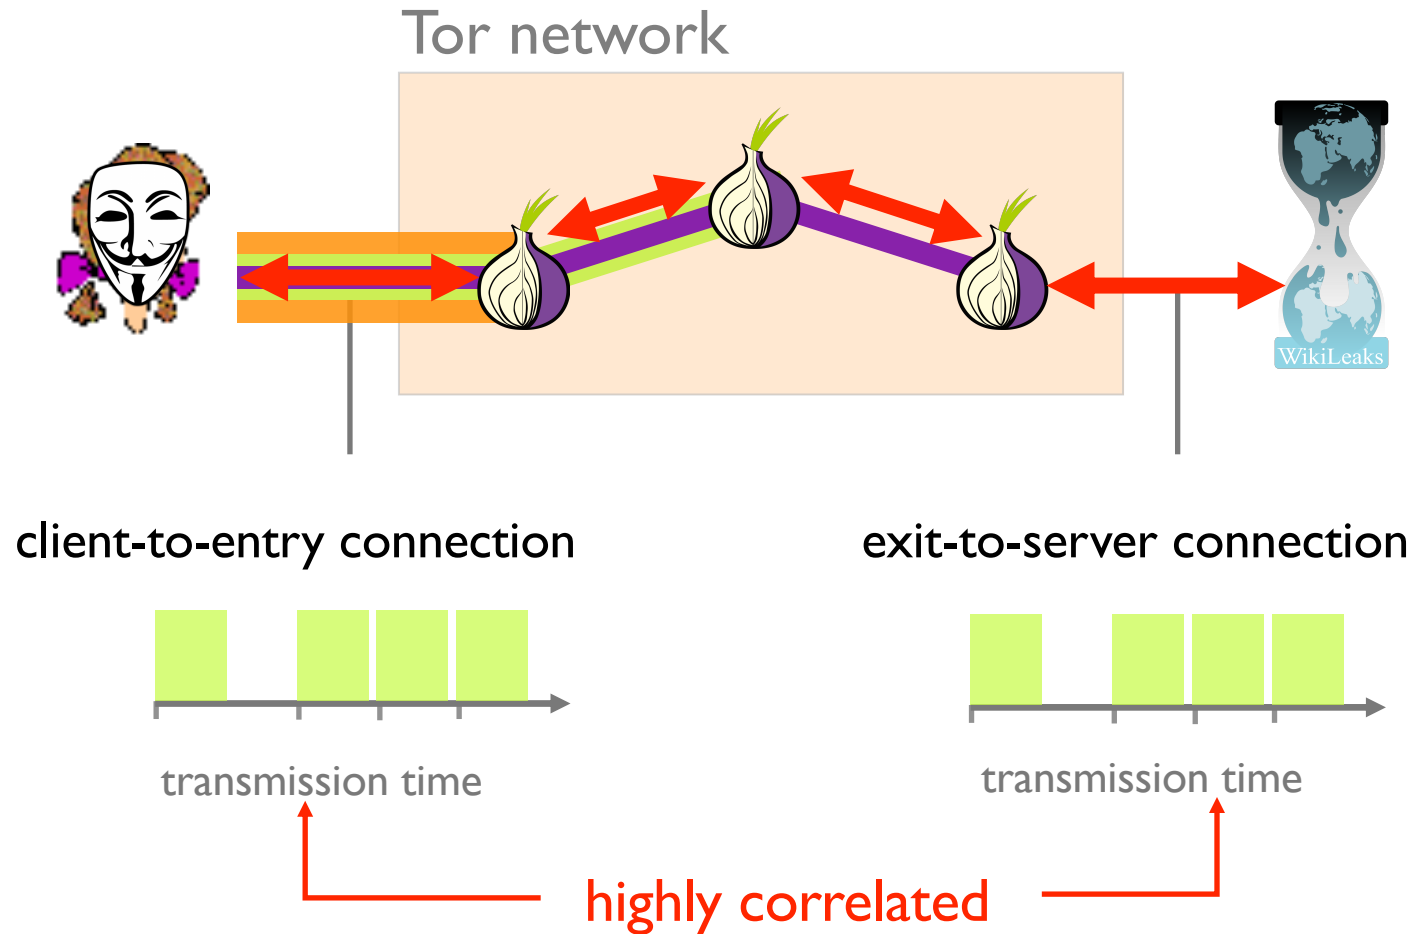 Tor network
WikiLeaks
client-to-entry connection
exit-to-server connection
transmission time
transmission time
highly correlated